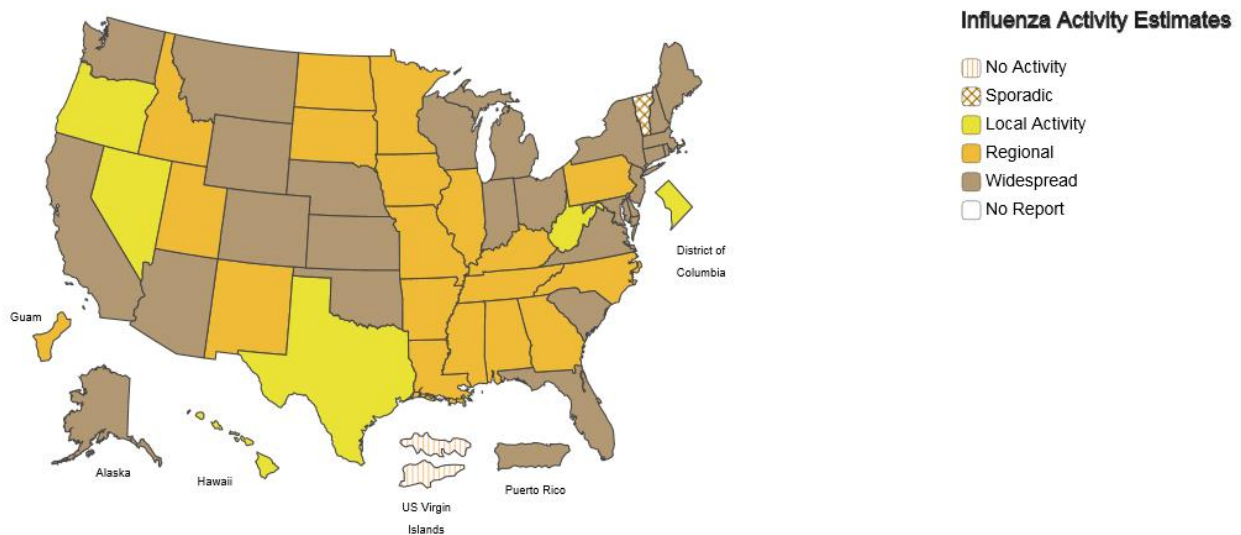 Influenza Activity Estimates
No Activity
Sporadic
Local Activity
Regional
Widespread
No Report
District of
Columbia
Guam
Alaska
Hawaii
US Virgin
Islands
Puerto Rico